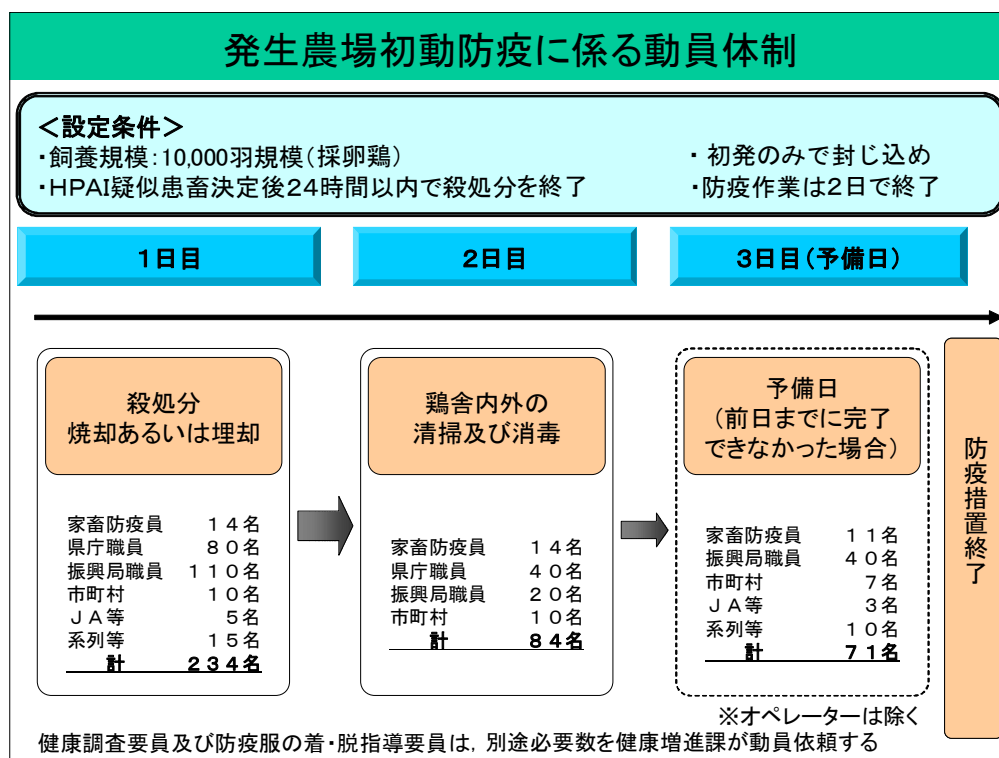 発生農場初動防疫に係る動員体制
＜設定条件＞
・飼養規模：10,000羽規模（採卵鶏）
・初発のみで封じ込め
・HPAI疑似患畜決定後２４時間以内で殺処分を終了
・防疫作業は２日で終了
１日目
２日目
３日目（予備日）
殺処分
焼却あるいは埋却
家畜防疫員 １４名
県庁職員 ８０名
振興局職員 １１０名
市町村 １０名
ＪＡ等 ５名
系列等 １５名
計 ２３４名
鶏舎内外の
清掃及び消毒
家畜防疫員 １４名
県庁職員 ４０名
振興局職員 ２０名
市町村 １０名
計 ８４名
予備日
（前日までに完了
できなかった場合）
家畜防疫員 １１名
振興局職員 ４０名
市町村 ７名
ＪＡ等 ３名
系列等 １０名
計 ７１名
防疫措置終了
※オペレーターは除く
健康調査要員及び防疫服の着・脱指導要員は，別途必要数を健康増進課が動員依頼する